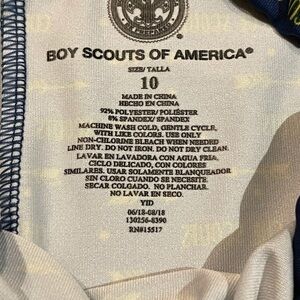 BOY SCOUTS OF AMERICA®
SIZE/ TALLA
10
MADE IN CHINA
HECHO EN CHINA
92% POLYESTER/ POLIÉSTER
8% SPANDEX/ SPANDEX
MACHINE WASH COLD, GENTLE CYCLE,
WITH LIKE COLORS. USE ONLY
NON-CHLORINE BLEACH WHEN NEEDED
LINE DRY. DO NOT IRON. DO NOT DRY CLEAN.
LAVAR EN LAVADORA CON AGUA FRIA,
CICLO DELICADO, CON COLORES
SIMILARES. USAR SOLAMENTE BLANQUEADOR
SIN CLORO CUANDO SE NECESITE.
SECAR COLGADO. NO PLANCHAR.
NO LAVAR EN SECO.
YID
06/18-08/18
130256-8390
RN#15517